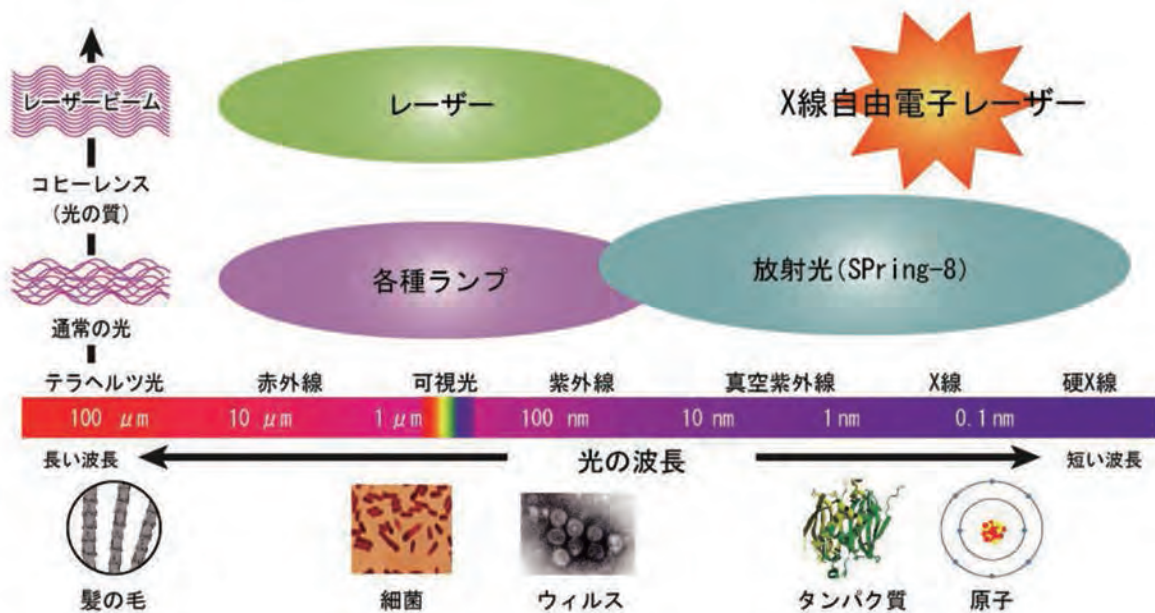 レーザービーム
コヒーレンス
(光の質)
通常の光
レーザー
X線自由電子レーザー
各種ランプ
放射光(SPring-8)
テラヘルツ光 赤外線 可視光 紫外線 真空紫外線 X線 硬X線
100 μm 10 μm 1 μm 100 nm 10 nm 1 nm 0.1 nm
長い波長 光の波長 短い波長
髪の毛 細菌 ウィルス タンパク質 原子